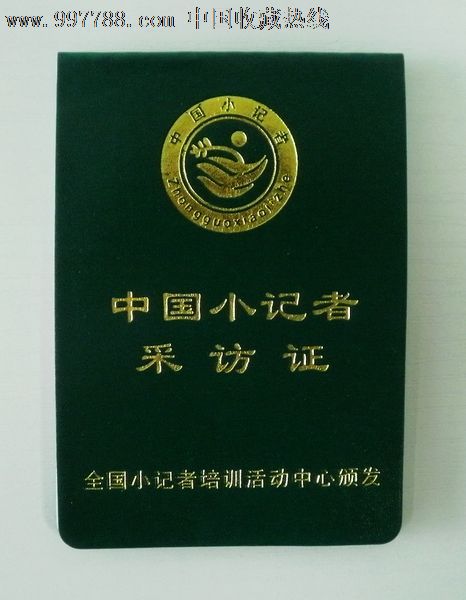 www.997788.com 中国收藏热线
中国小记者
Zhongguoxiaojizhe
中国小记者
采访证
全国小记者培训活动中心颁发